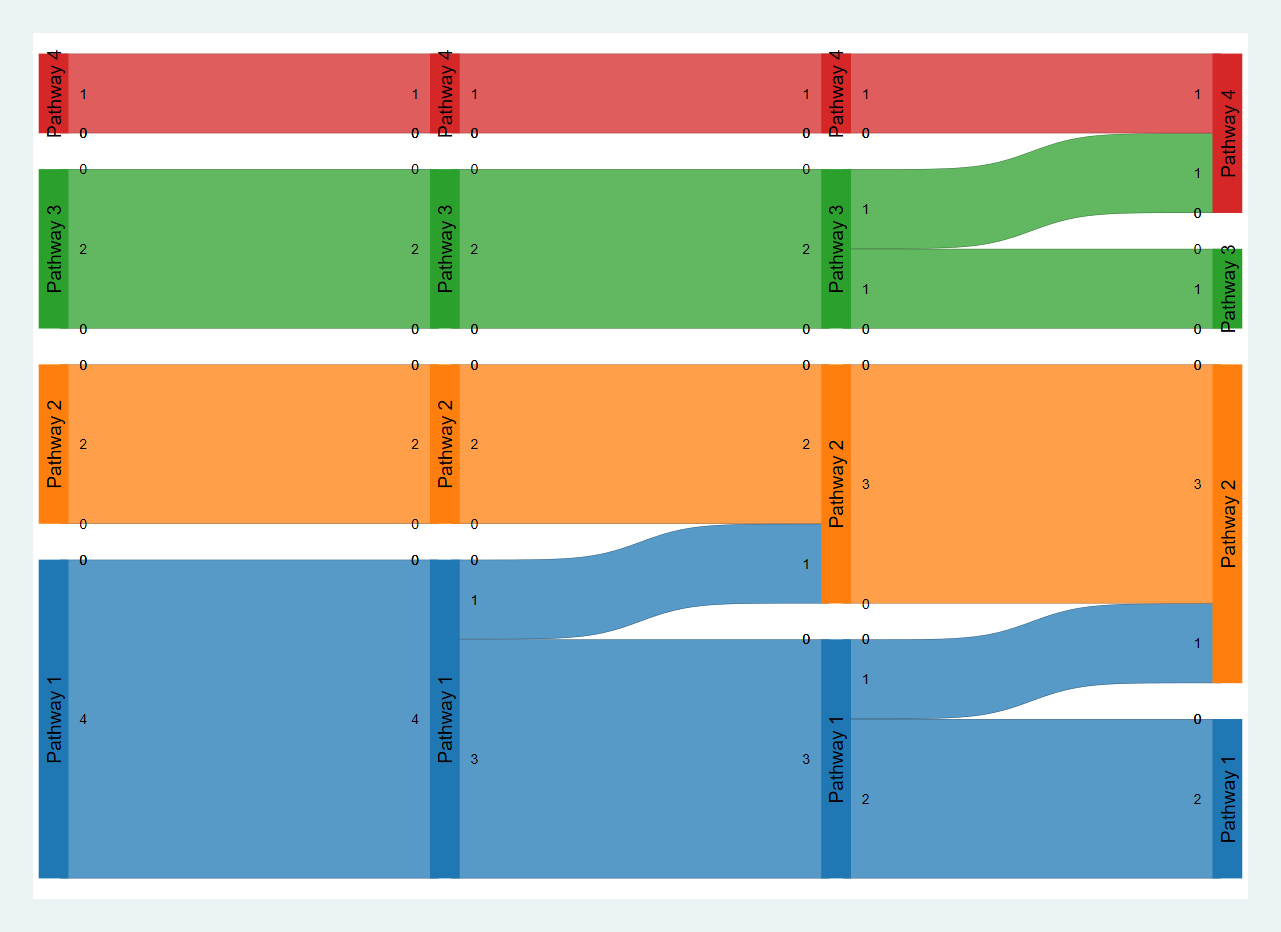 Pathway 4 1 1 Pathway 4 1 1 Pathway 4 1 1 Pathway 4
0 0 0 0 0
0 0 0 0 1
1 0
Pathway 3 2 2 Pathway 3 2 2 Pathway 3 0
1 1 Pathway 3
0 0 0 0 0 0
0 0 0 0 0 0
Pathway 2 2 2 Pathway 2 2 2
Pathway 2 3 3 Pathway 2
0 0 0 0
0 0 0 1
1 0
0 0 1
1
Pathway 1 4 4 Pathway 1 0
3 3 Pathway 1
2 2 Pathway 1